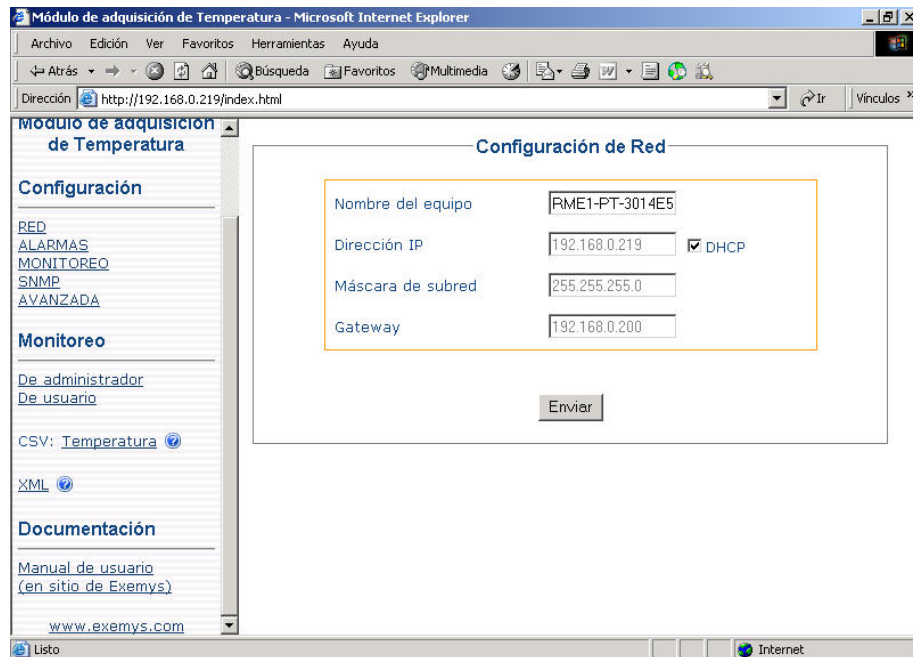 Módulo de adquisición de Temperatura - Microsoft Internet Explorer
Archivo Edición Ver Favoritos Herramientas Ayuda
Atrás Búsqueda Favoritos Multimedia
Dirección http://192.168.0.219/index.html Ir Vínculos »
Módulo de adquisición
de Temperatura
Configuración
RED
ALARMAS
MONITOREO
SNMP
AVANZADA
Monitoreo
De administrador
De usuario
CSV: Temperatura ?
XML ?
Documentación
Manual de usuario
(en sitio de Exemys)
www.exemys.com
Configuración de Red
Nombre del equipo RME1-PT-3014E5
Dirección IP 192.168.0.219 DHCP
Máscara de subred 255.255.255.0
Gateway 192.168.0.200
Enviar
Listo Internet